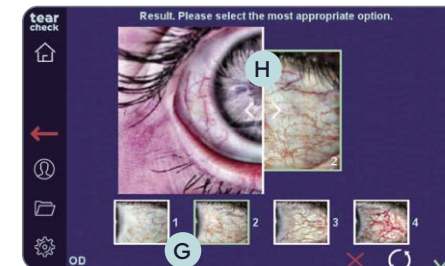 tear
check
Result. Please select the most appropriate option.
H
2
1
2
3
4
G
OD